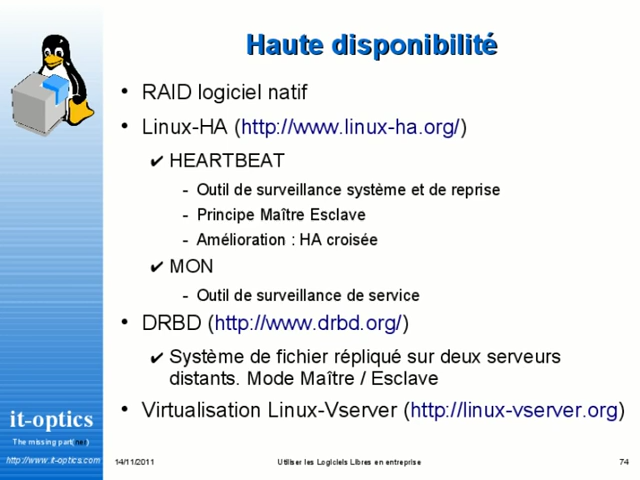 Haute disponibilité
• RAID logiciel natif
• Linux-HA (http://www.linux-ha.org/)
✔ HEARTBEAT
- Outil de surveillance système et de reprise
- Principe Maître Esclave
- Amélioration : HA croisée
✔ MON
- Outil de surveillance de service
• DRBD (http://www.drbd.org/)
✔ Système de fichier répliqué sur deux serveurs
distants. Mode Maître / Esclave
• Virtualisation Linux-Vserver (http://linux-vserver.org)
it-optics
The missing part(ner)
http://www.it-optics.com
14/11/2011
Utiliser les Logiciels Libres en entreprise
74